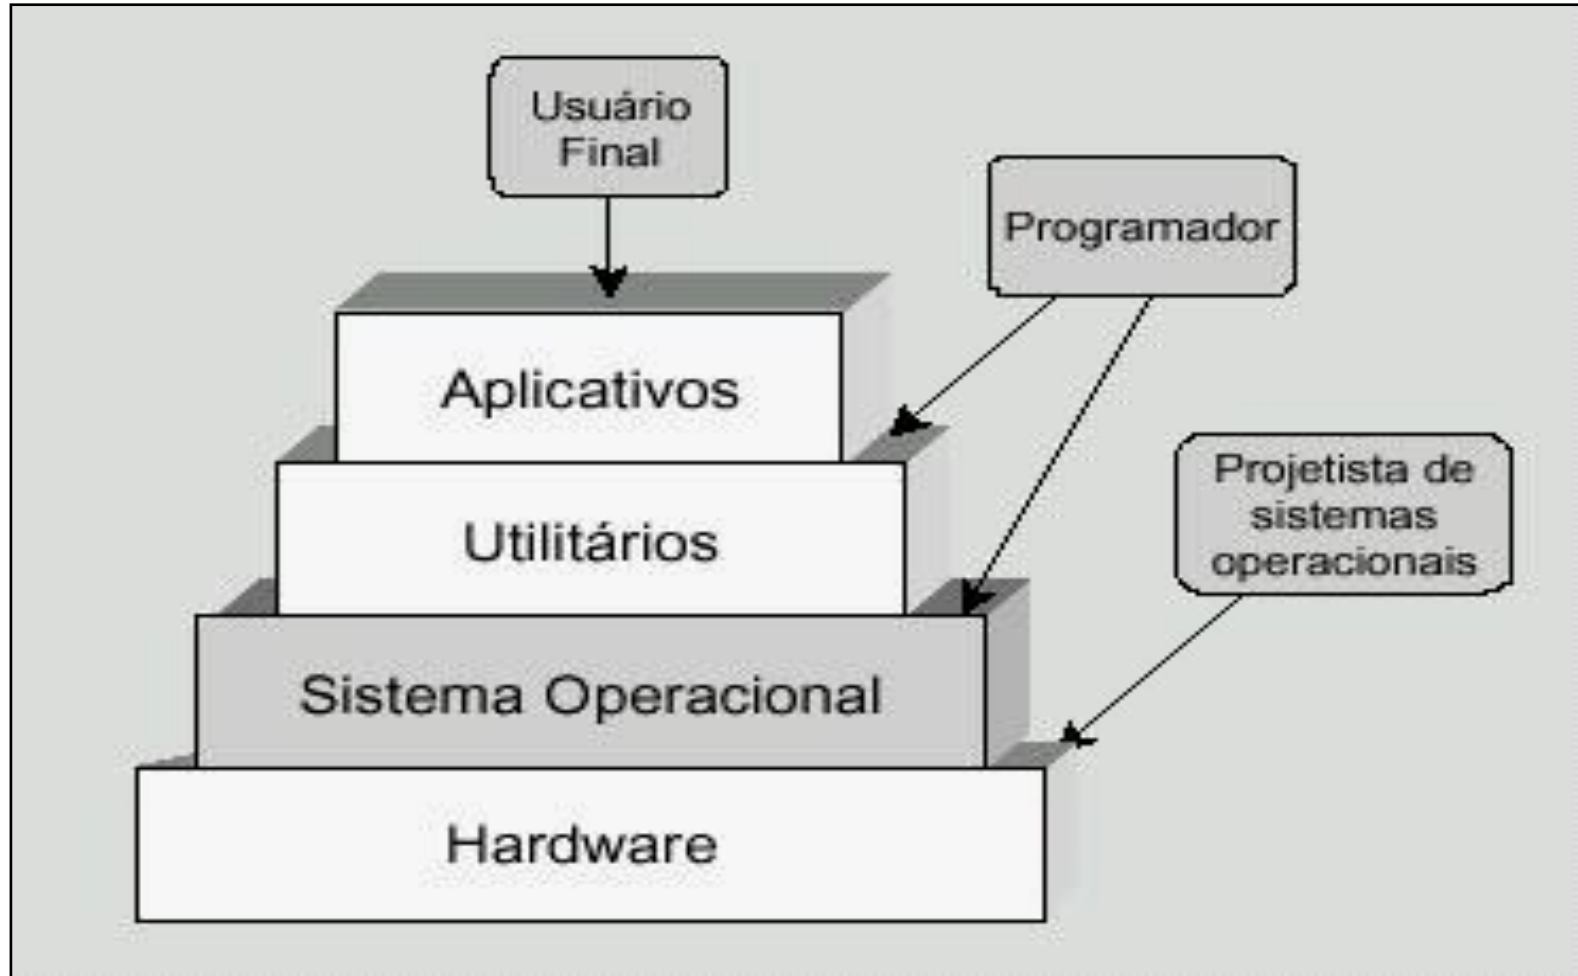 Usuário
Final
Programador
Aplicativos
Projetista de
sistemas
operacionais
Utilitários
Sistema Operacional
Hardware